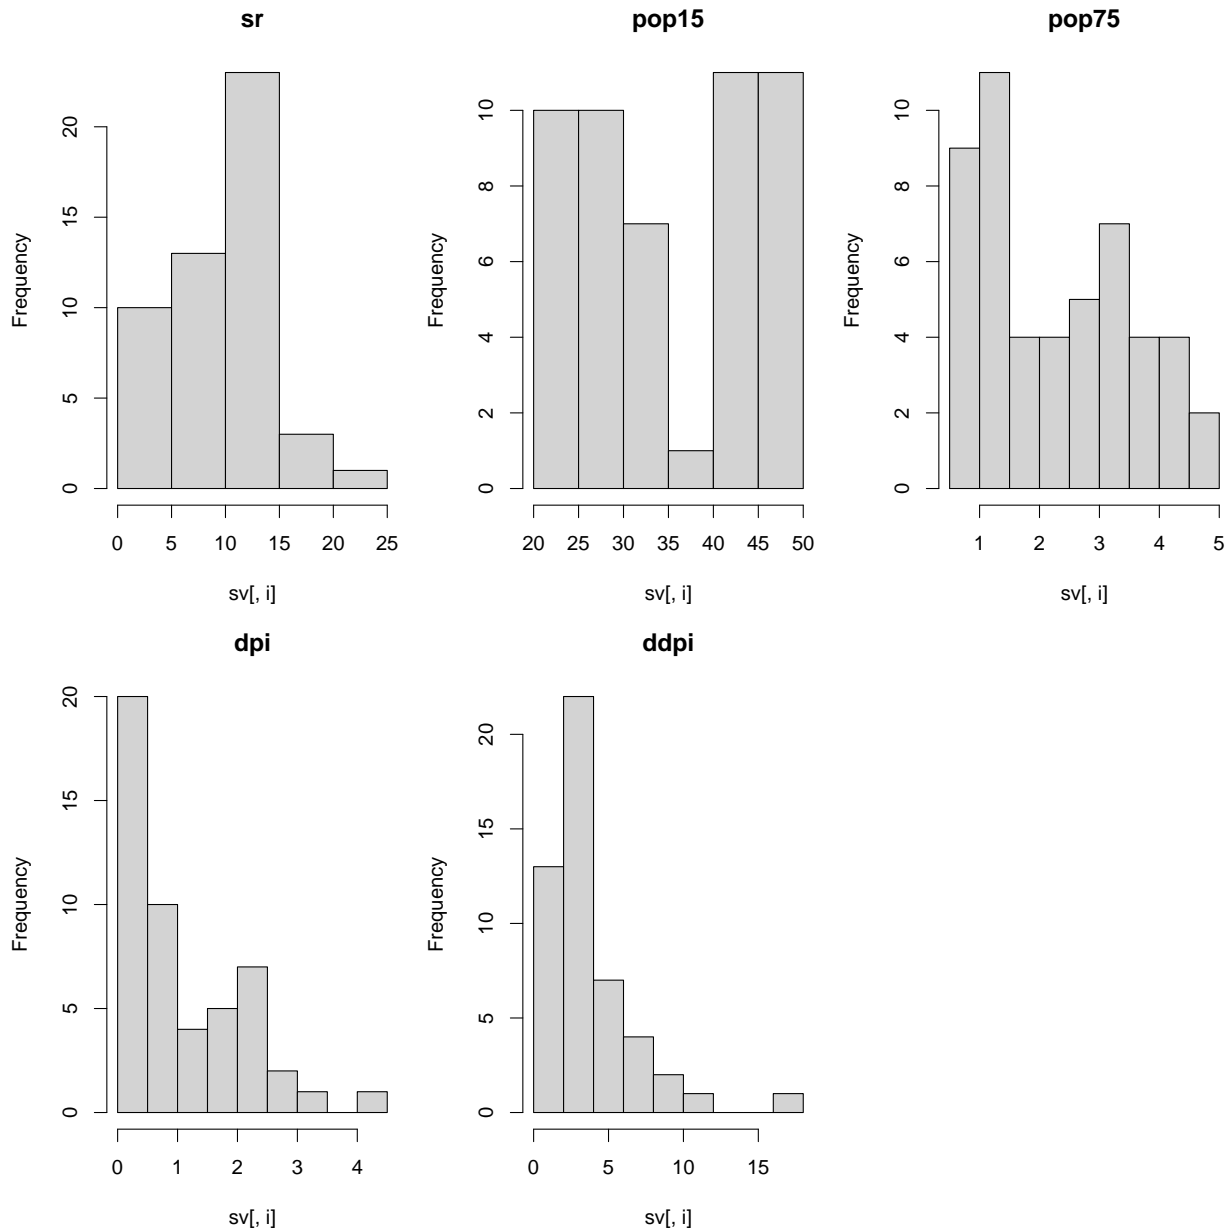 sr
Frequency
0 5 10 15 20
0 5 10 15 20 25
sv[, i]
pop15
Frequency
0 2 4 6 8 10
20 25 30 35 40 45 50
sv[, i]
pop75
Frequency
0 2 4 6 8 10
1 2 3 4 5
sv[, i]
dpi
Frequency
0 5 10 15 20
0 1 2 3 4
sv[, i]
ddpi
Frequency
0 5 10 15 20
0 5 10 15
sv[, i]